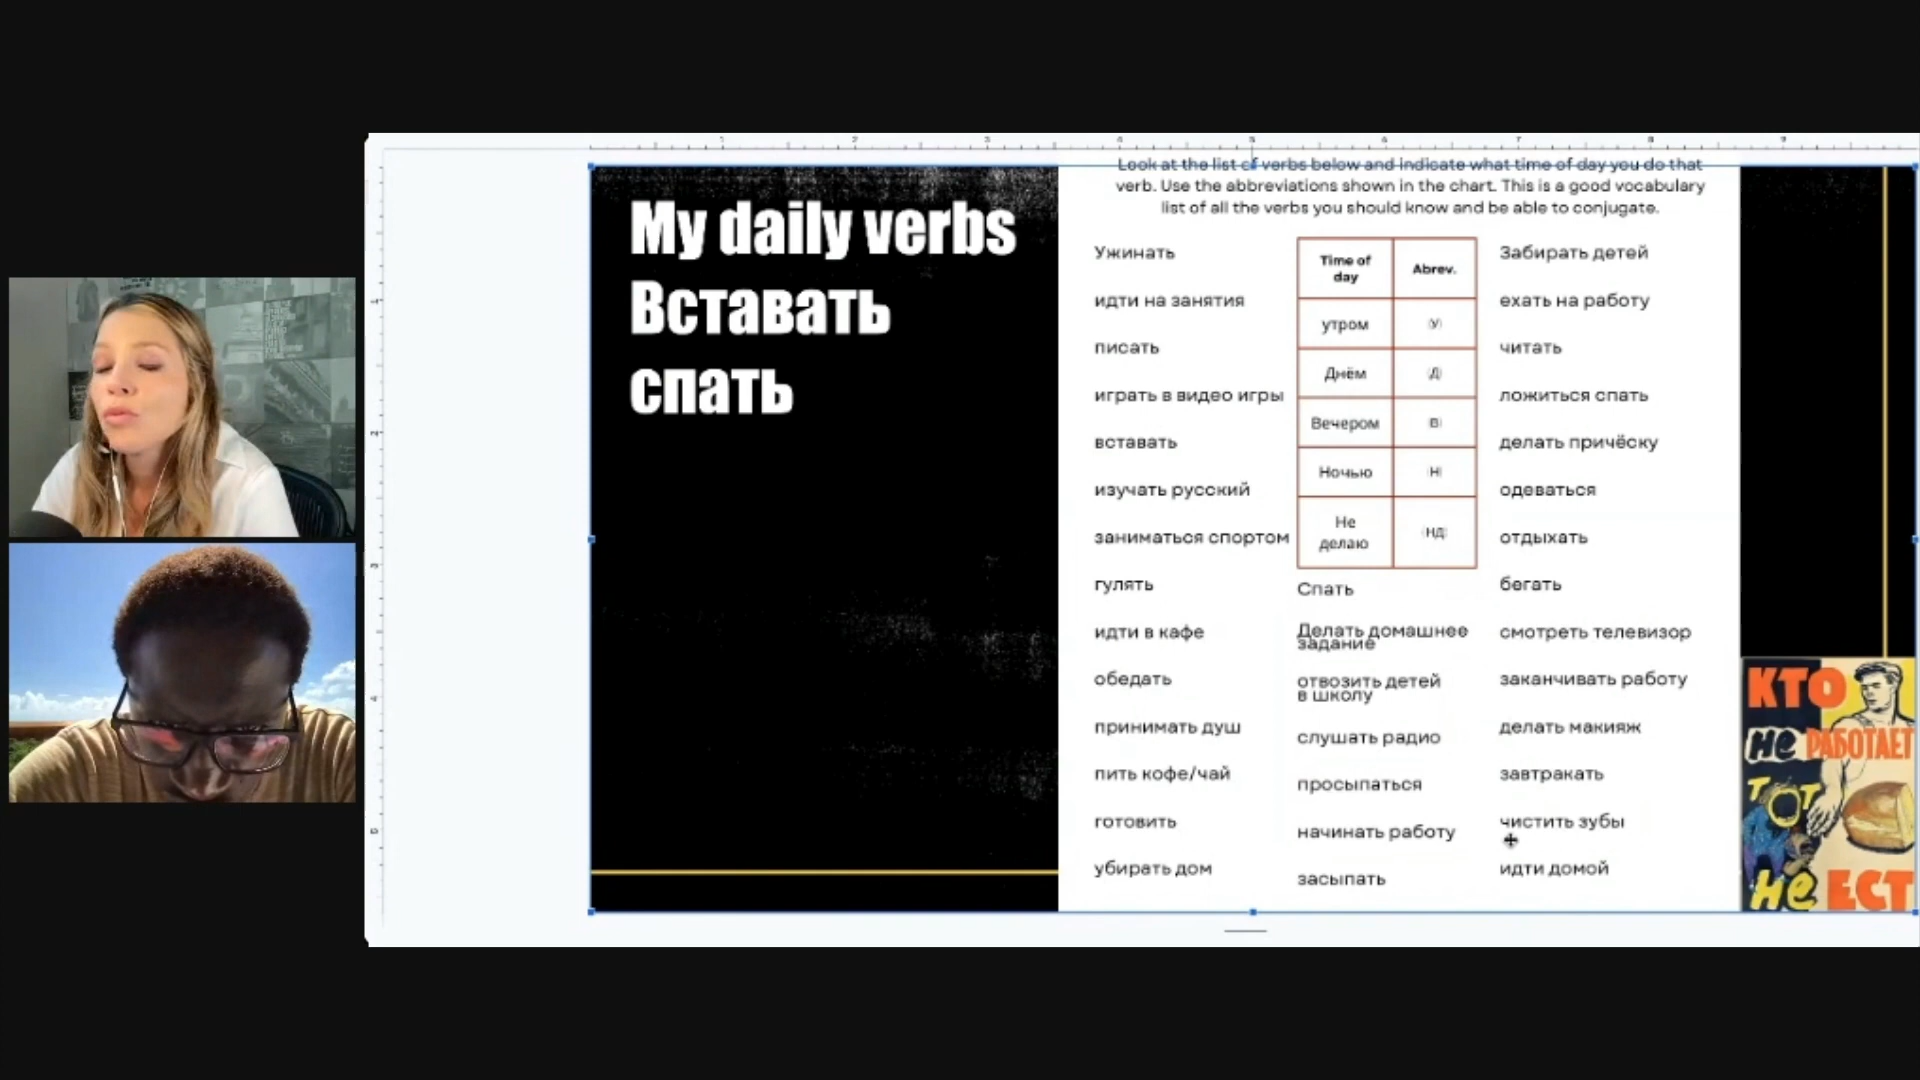 My daily verbs
Вставать
спать
Look at the list of verbs below and indicate what time of day you do that
verb. Use the abbreviations shown in the chart. This is a good vocabulary
list of all the verbs you should know and be able to conjugate.
Ужинать
идти на занятия
писать
играть в видео игры
вставать
изучать русский
заниматься спортом
гулять
идти в кафе
обедать
принимать душ
пить кофе/чай
готовить
убирать дом
Time of day Abrev.
утром (У)
Днём (Д)
Вечером (В)
Ночью (Н)
Не делаю (НД)
Спать
Делать домашнее
задание
отвозить детей
в школу
слушать радио
просыпаться
начинать работу
засыпать
Забирать детей
ехать на работу
читать
ложиться спать
делать причёску
одеваться
отдыхать
бегать
смотреть телевизор
заканчивать работу
делать макияж
завтракать
чистить зубы
идти домой
КТО
не РАБОТАЕТ
ТОТ
не ЕСТ